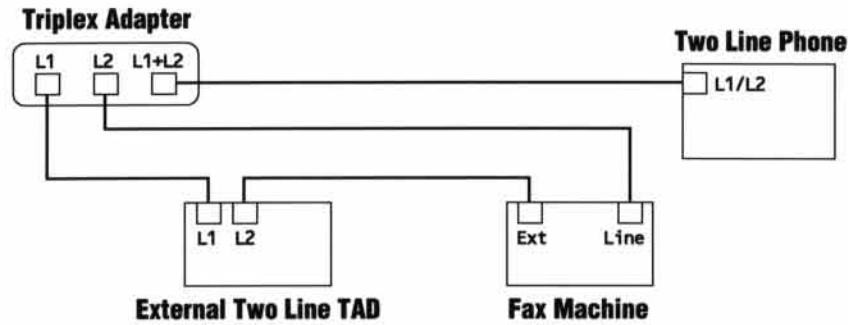 Triplex Adapter
L1 L2 L1+L2
Two Line Phone
L1/L2
L1 L2
Ext Line
External Two Line TAD
Fax Machine